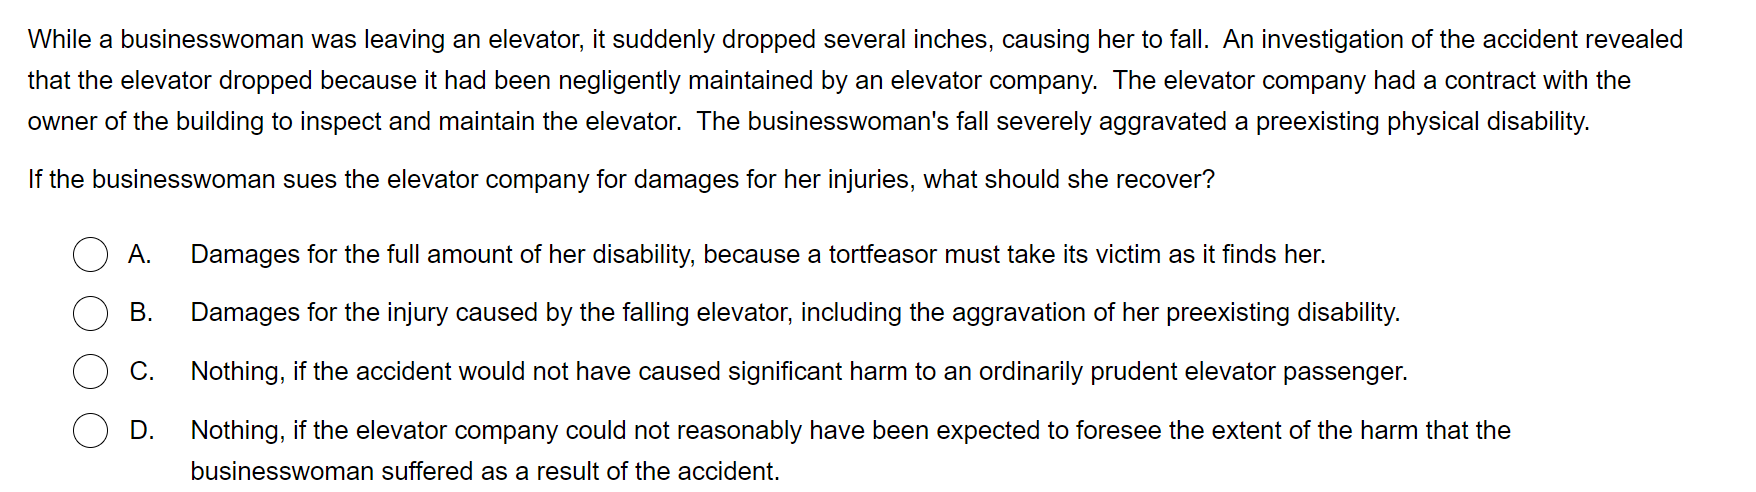 While a businesswoman was leaving an elevator, it suddenly dropped several inches, causing her to fall.  An investigation of the accident revealed
that the elevator dropped because it had been negligently maintained by an elevator company.  The elevator company had a contract with the
owner of the building to inspect and maintain the elevator.  The businesswoman's fall severely aggravated a preexisting physical disability.
If the businesswoman sues the elevator company for damages for her injuries, what should she recover?
A. Damages for the full amount of her disability, because a tortfeasor must take its victim as it finds her.
B. Damages for the injury caused by the falling elevator, including the aggravation of her preexisting disability.
C. Nothing, if the accident would not have caused significant harm to an ordinarily prudent elevator passenger.
D. Nothing, if the elevator company could not reasonably have been expected to foresee the extent of the harm that the
businesswoman suffered as a result of the accident.